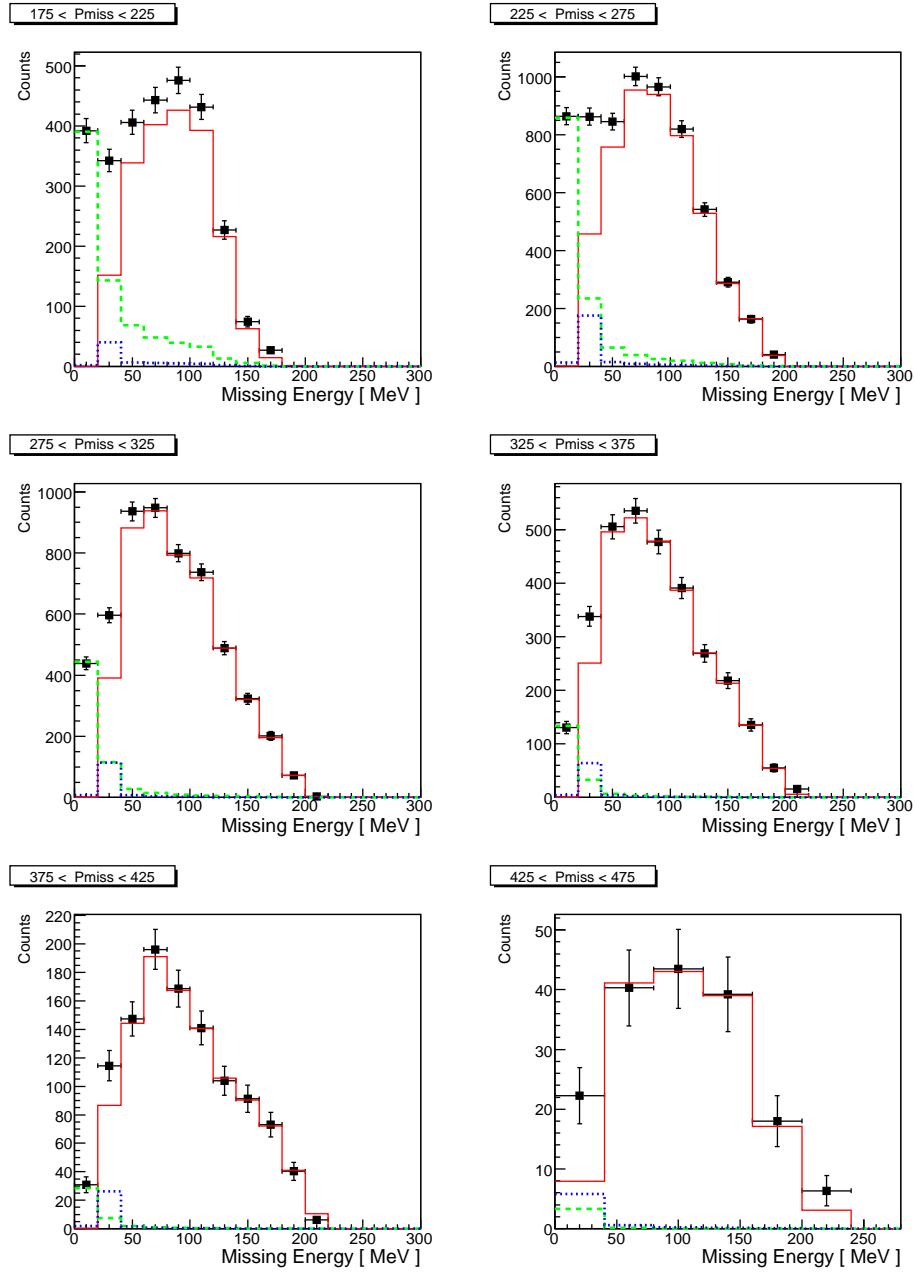 175 < Pmiss < 225
Counts
500
400
300
200
100
0
0 50 100 150 200 250 300
Missing Energy [ MeV ]
225 < Pmiss < 275
Counts
1000
800
600
400
200
0
0 50 100 150 200 250 300
Missing Energy [ MeV ]
275 < Pmiss < 325
Counts
1000
800
600
400
200
0
0 50 100 150 200 250 300
Missing Energy [ MeV ]
325 < Pmiss < 375
Counts
500
400
300
200
100
0
0 50 100 150 200 250 300
Missing Energy [ MeV ]
375 < Pmiss < 425
Counts
220
200
180
160
140
120
100
80
60
40
20
0
0 50 100 150 200 250 300
Missing Energy [ MeV ]
425 < Pmiss < 475
Counts
50
40
30
20
10
0
0 50 100 150 200 250
Missing Energy [ MeV ]